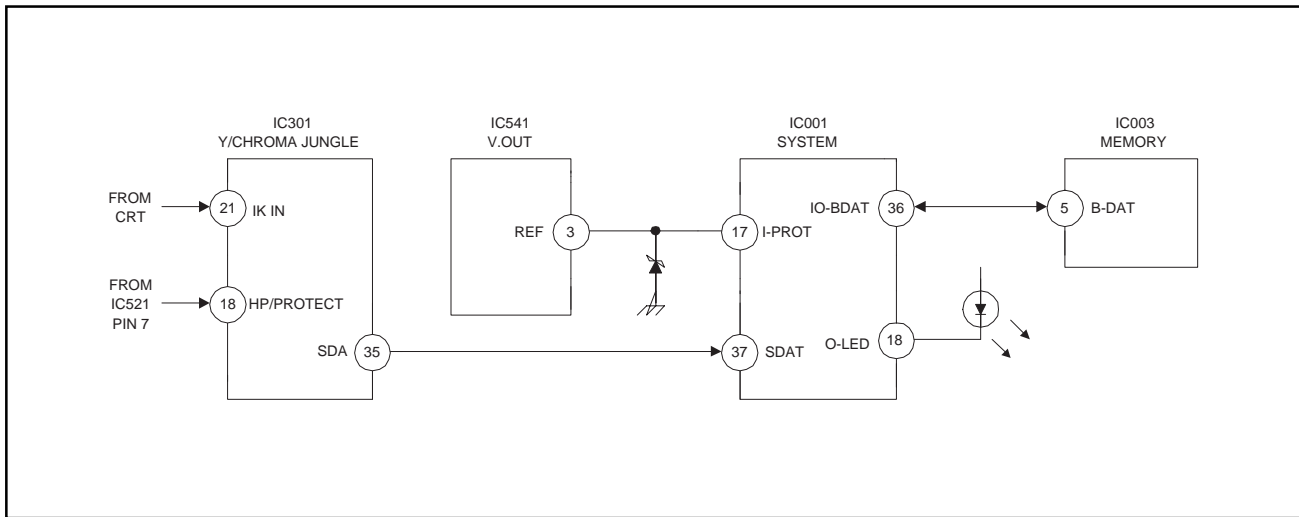 IC301
Y/CHROMA JUNGLE
IC541
V.OUT
IC001
SYSTEM
IC003
MEMORY
FROM
CRT
21
IK IN
REF
3
17
I-PROT
IO-BDAT
36
5
B-DAT
FROM
IC521
PIN 7
18
HP/PROTECT
SDA
35
37
SDAT
O-LED
18